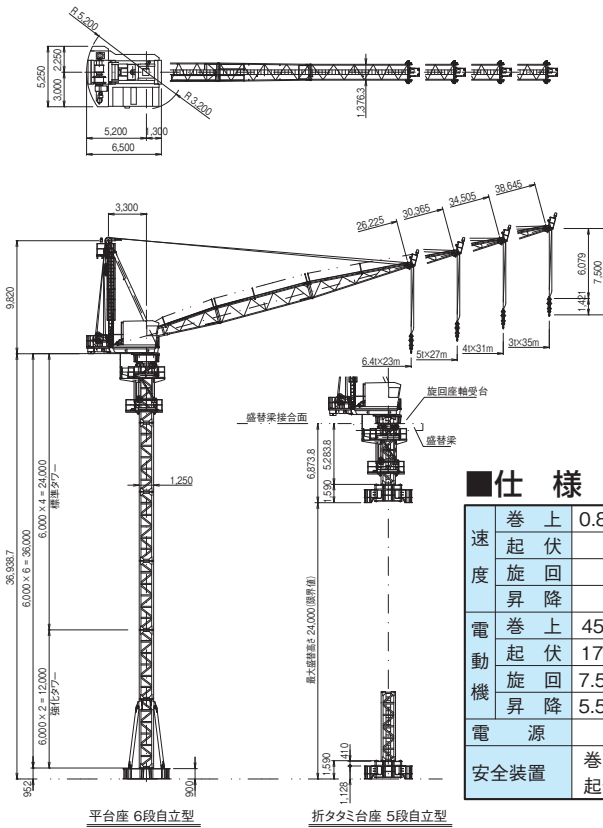 R 5,200
5,250
2,250
3,000
R 3,200
5,200
1,300
6,500
1,376.3
3,300
26,225
30,365
34,505
38,645
6,079
1,421
7,500
9,820
6.4t×23m
5t×27m
4t×31m
3t×35m
旋回座軸受台
盛替梁接合面
盛替梁
6,873.8
5,283.8
1,590
1,250
36,938.7
6,000 × 6 = 36,000
6,000 × 4 = 24,000
標準タワー
6,000 × 2 = 12,000
強化タワー
最大盛替高さ 24,000(限界値)
952
900
1,590
410
1,128
平台座 6段自立型
折タタミ台座 5段自立型
■仕 様
速度
巻 上 0.8
起 伏
旋 回
昇 降
電動機
巻 上 45
起 伏 17
旋 回 7.5
昇 降 5.5
電 源
安全装置
巻
起